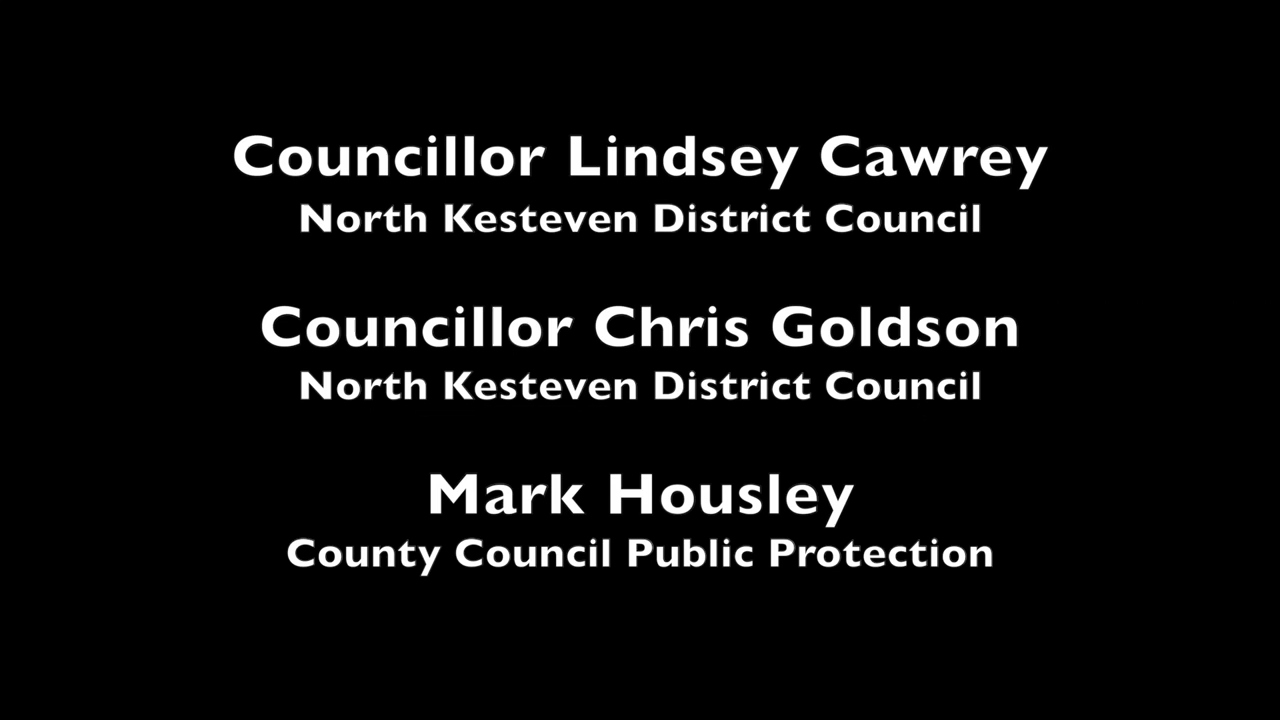 Councillor Lindsey Cawrey
North Kesteven District Council
Councillor Chris Goldson
North Kesteven District Council
Mark Housley
County Council Public Protection